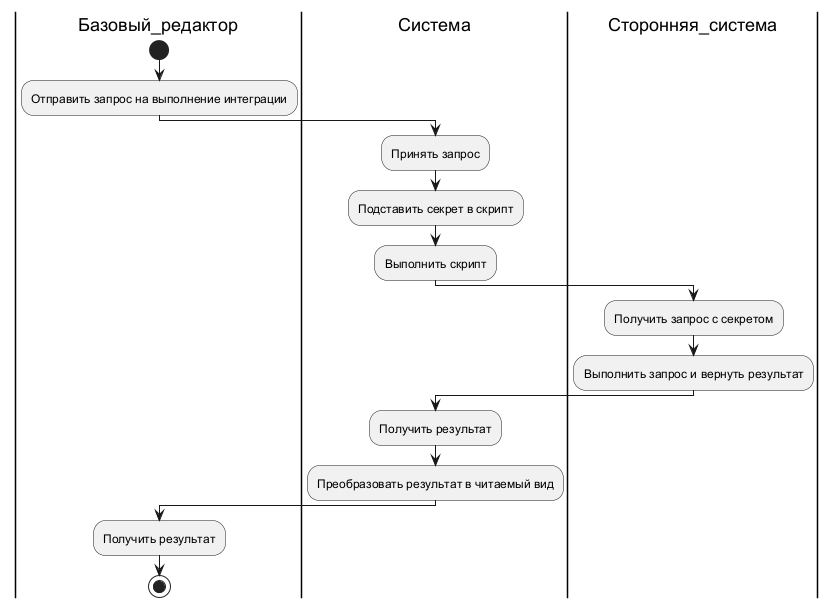 Базовый_редактор
Система
Сторонняя_система
Отправить запрос на выполнение интеграции
Принять запрос
Подставить секрет в скрипт
Выполнить скрипт
Получить запрос с секретом
Выполнить запрос и вернуть результат
Получить результат
Преобразовать результат в читаемый вид
Получить результат